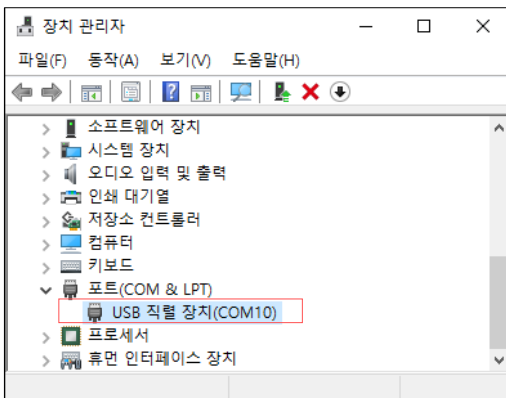 장치 관리자
파일(F) 동작(A) 보기(V) 도움말(H)
소프트웨어 장치
시스템 장치
오디오 입력 및 출력
인쇄 대기열
저장소 컨트롤러
컴퓨터
키보드
포트(COM & LPT)
USB 직렬 장치(COM10)
프로세서
휴먼 인터페이스 장치